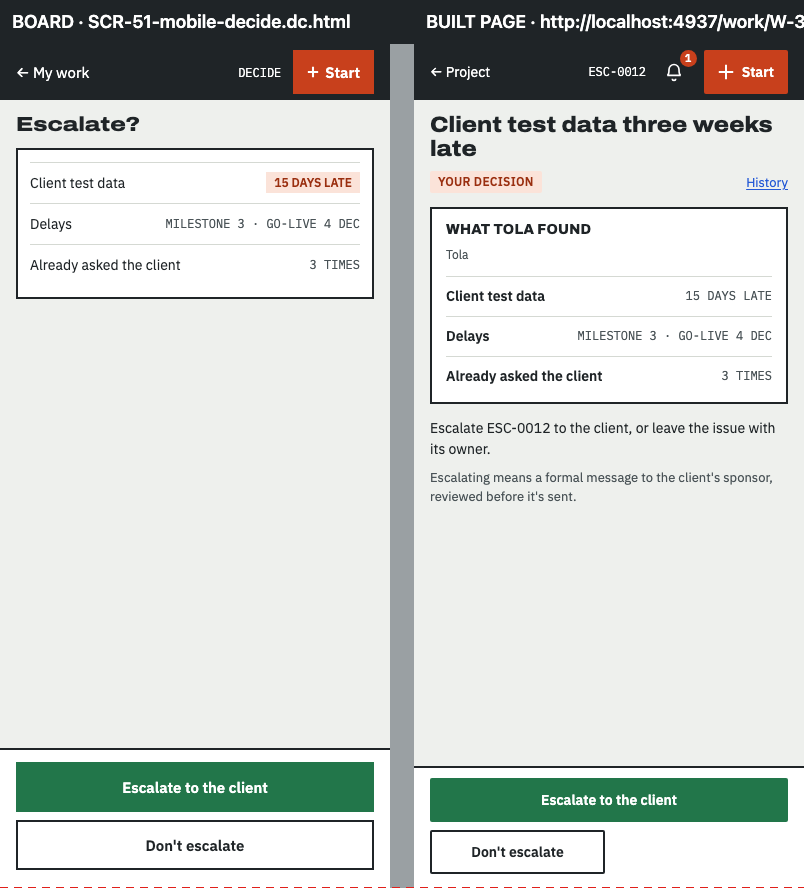 BOARD · SCR-51-mobile-decide.dc.html
← My work
DECIDE
+ Start
Escalate?
Client test data
15 DAYS LATE
Delays
MILESTONE 3 · GO-LIVE 4 DEC
Already asked the client
3 TIMES
Escalate to the client
Don't escalate
BUILT PAGE · http://localhost:4937/work/W-3
← Project
ESC-0012
1
+ Start
Client test data three weeks
late
YOUR DECISION
History
WHAT TOLA FOUND
Tola
Client test data
15 DAYS LATE
Delays
MILESTONE 3 · GO-LIVE 4 DEC
Already asked the client
3 TIMES
Escalate ESC-0012 to the client, or leave the issue with
its owner.
Escalating means a formal message to the client's sponsor,
reviewed before it's sent.
Escalate to the client
Don't escalate